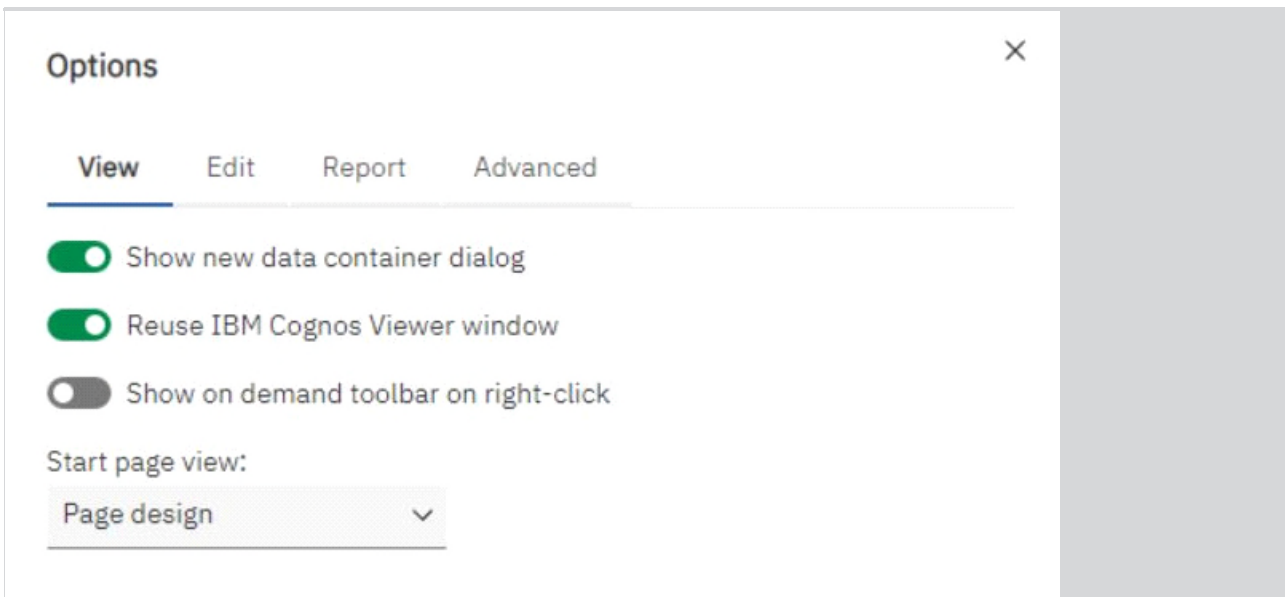 Options
View Edit Report Advanced
Show new data container dialog
Reuse IBM Cognos Viewer window
Show on demand toolbar on right-click
Start page view:
Page design